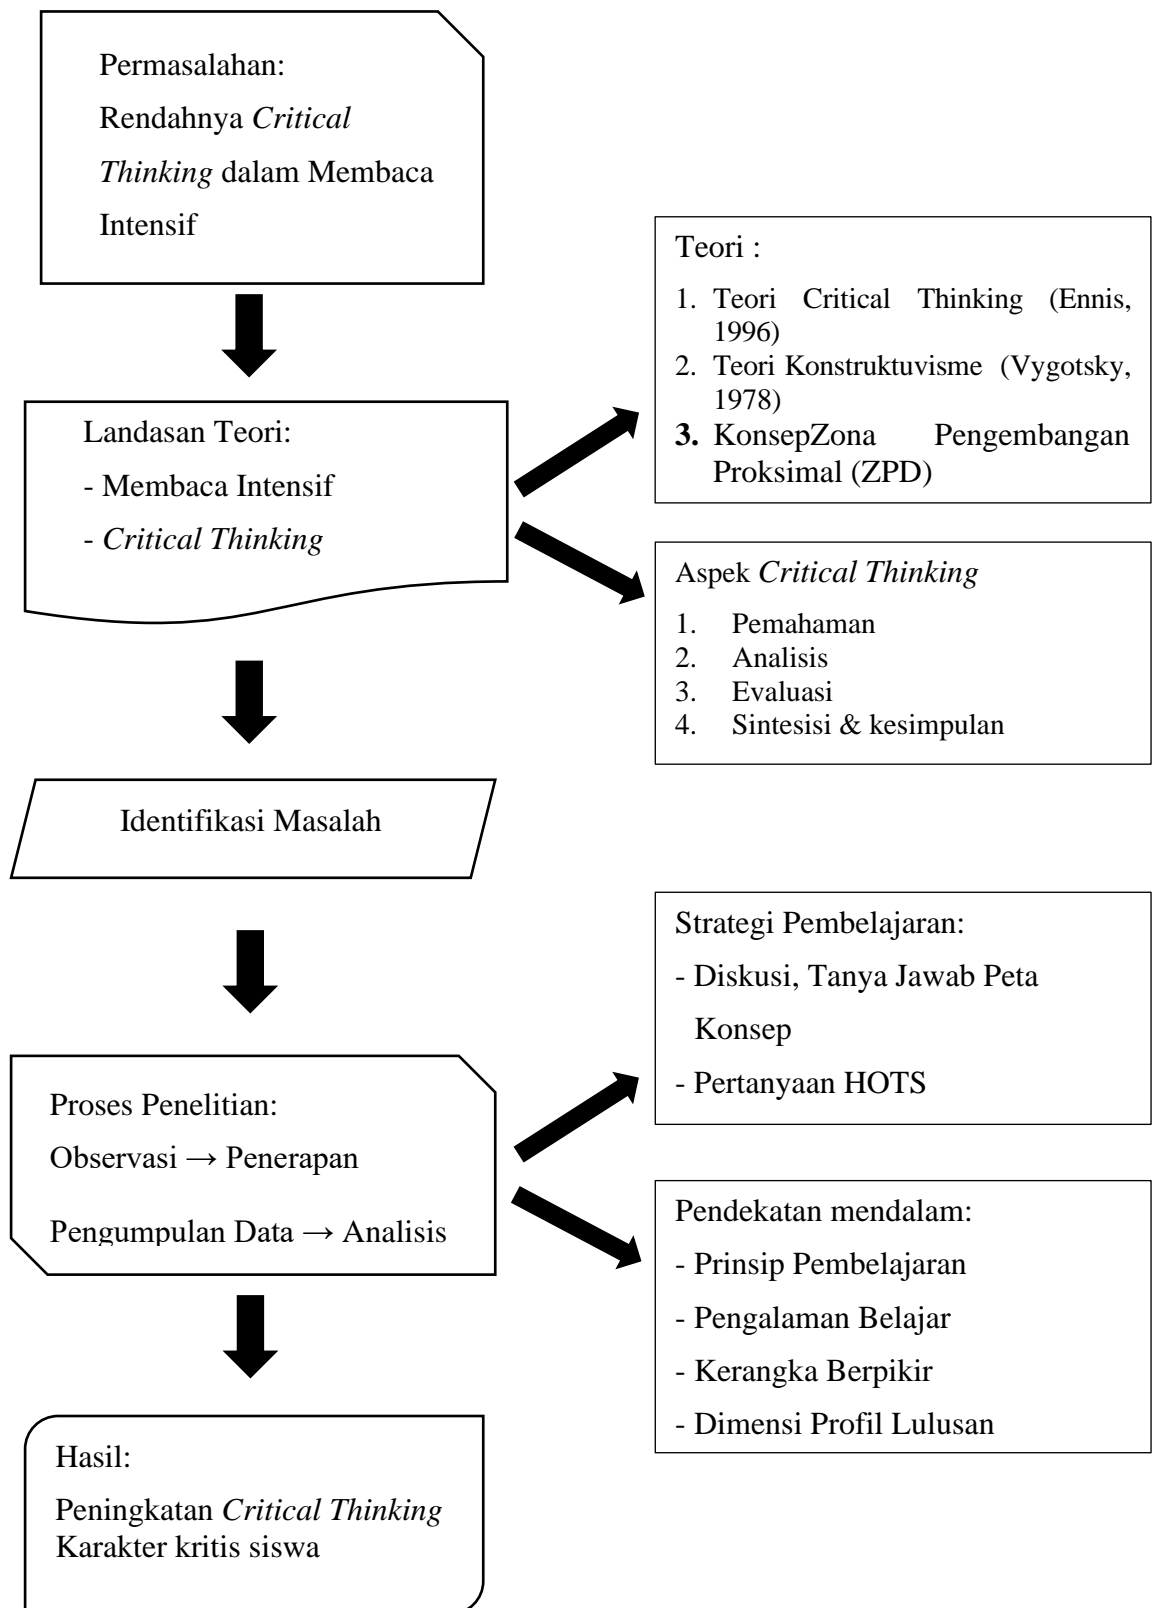 Permasalahan:
Rendahnya Critical
Thinking dalam Membaca
Intensif
Teori :
1. Teori Critical Thinking (Ennis,
1996)
2. Teori Konstruktuvisme (Vygotsky,
1978)
3. KonsepZona Pengembangan
Proksimal (ZPD)
Landasan Teori:
- Membaca Intensif
- Critical Thinking
Aspek Critical Thinking
1. Pemahaman
2. Analisis
3. Evaluasi
4. Sintesisi & kesimpulan
Identifikasi Masalah
Strategi Pembelajaran:
- Diskusi, Tanya Jawab Peta
Konsep
- Pertanyaan HOTS
Proses Penelitian:
Observasi → Penerapan
Pengumpulan Data → Analisis
Pendekatan mendalam:
- Prinsip Pembelajaran
- Pengalaman Belajar
- Kerangka Berpikir
- Dimensi Profil Lulusan
Hasil:
Peningkatan Critical Thinking
Karakter kritis siswa